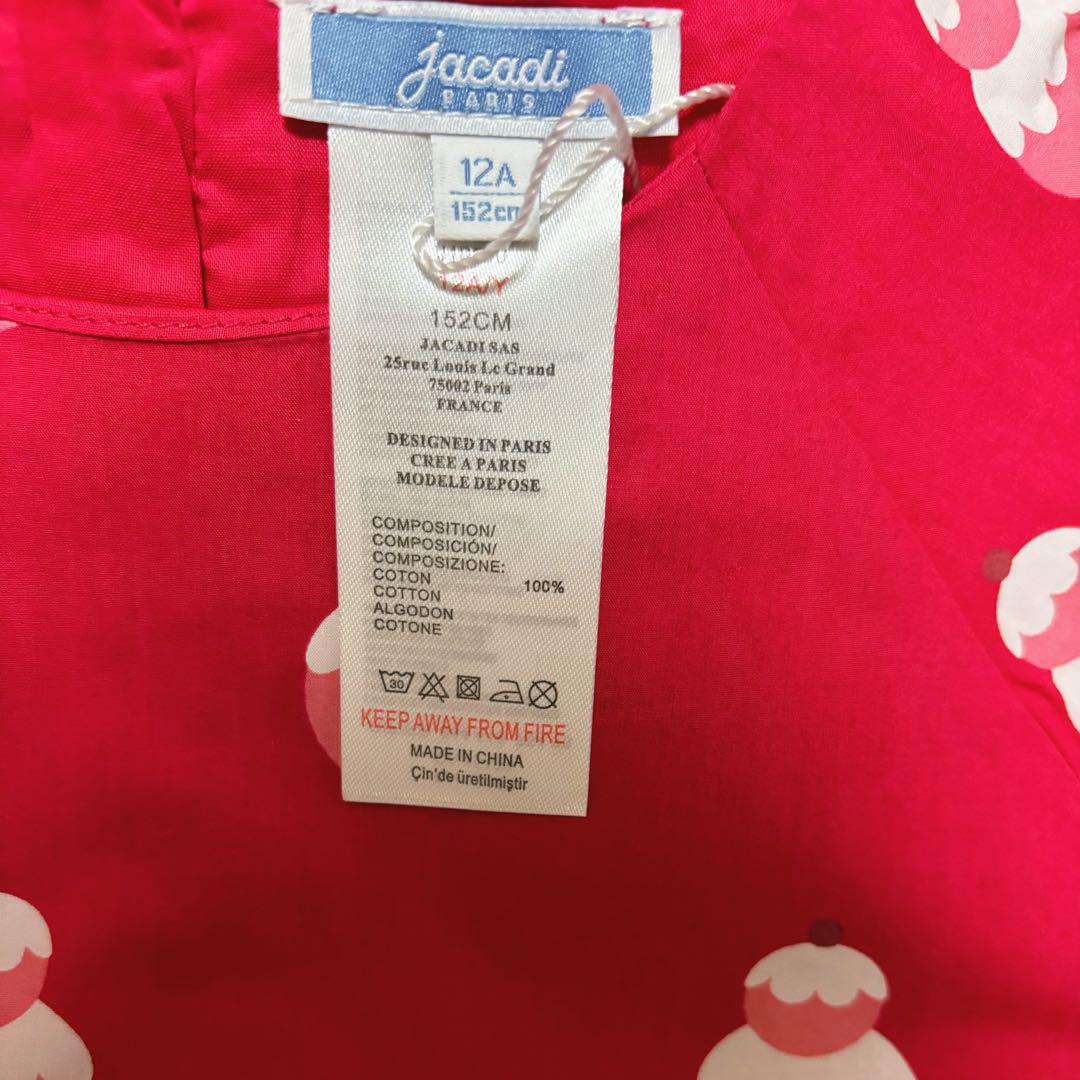 jacadi
PARIS
12A
152cm
12A/Y
152CM
JACADI SAS
25rue Louis Le Grand
75002 Paris
FRANCE
DESIGNED IN PARIS
CREE A PARIS
MODELE DEPOSE
COMPOSITION/
COMPOSICIÓN/
COMPOSIZIONE:
COTON
100%
COTTON
ALGODON
COTONE
30
KEEP AWAY FROM FIRE
MADE IN CHINA
Çin'de üretilmiştir